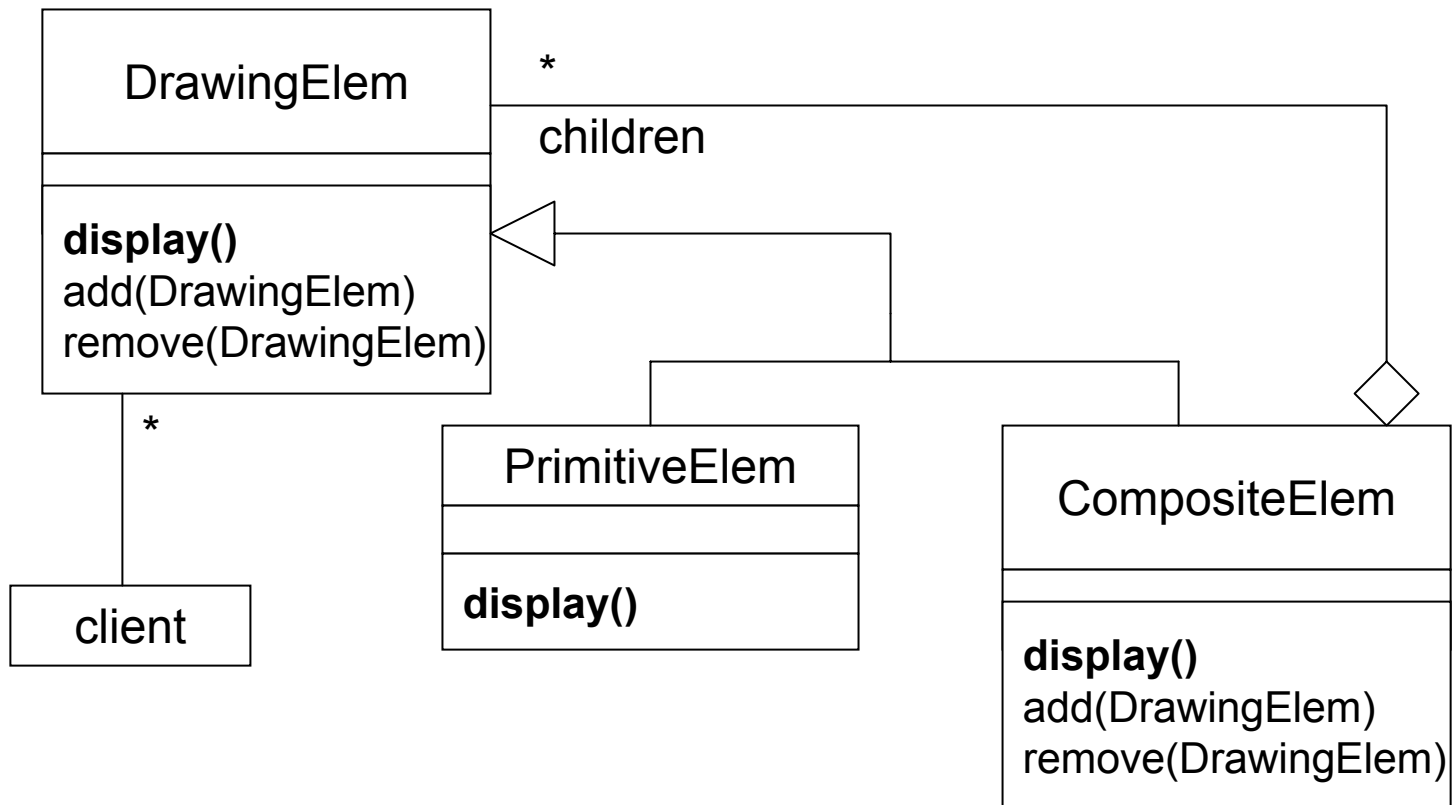 DrawingElem
display()
add(DrawingElem)
remove(DrawingElem)
*
children
*
client
PrimitiveElem
display()
CompositeElem
display()
add(DrawingElem)
remove(DrawingElem)